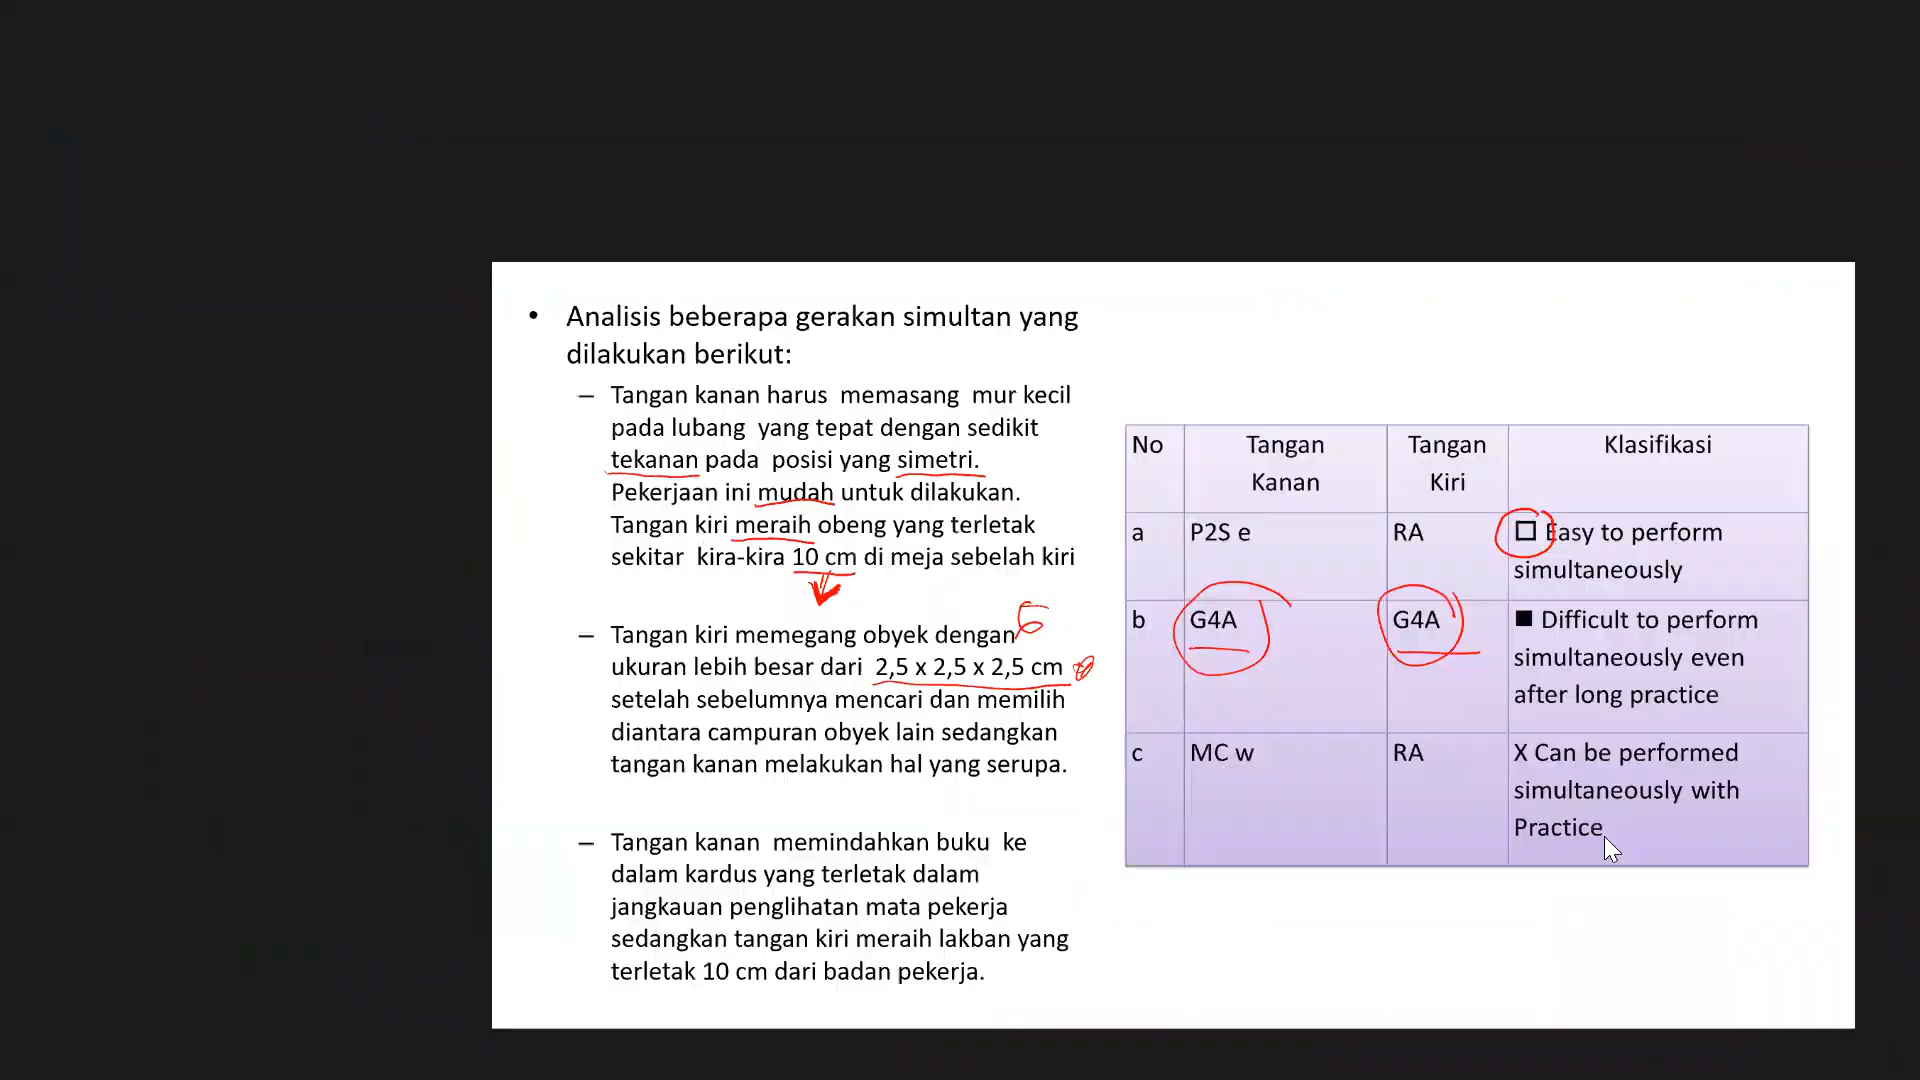 • Analisis beberapa gerakan simultan yang
dilakukan berikut:
– Tangan kanan harus memasang mur kecil
pada lubang yang tepat dengan sedikit
tekanan pada posisi yang simetri.
Pekerjaan ini mudah untuk dilakukan.
Tangan kiri meraih obeng yang terletak
sekitar kira-kira 10 cm di meja sebelah kiri
– Tangan kiri memegang obyek dengan
ukuran lebih besar dari 2,5 x 2,5 x 2,5 cm
setelah sebelumnya mencari dan memilih
diantara campuran obyek lain sedangkan
tangan kanan melakukan hal yang serupa.
– Tangan kanan memindahkan buku ke
dalam kardus yang terletak dalam
jangkauan penglihatan mata pekerja
sedangkan tangan kiri meraih lakban yang
terletak 10 cm dari badan pekerja.
No Tangan Kanan Tangan Kiri Klasifikasi
a P2S e RA □ Easy to perform
simultaneously
b G4A G4A ■ Difficult to perform
simultaneously even
after long practice
c MC w RA X Can be performed
simultaneously with
Practice